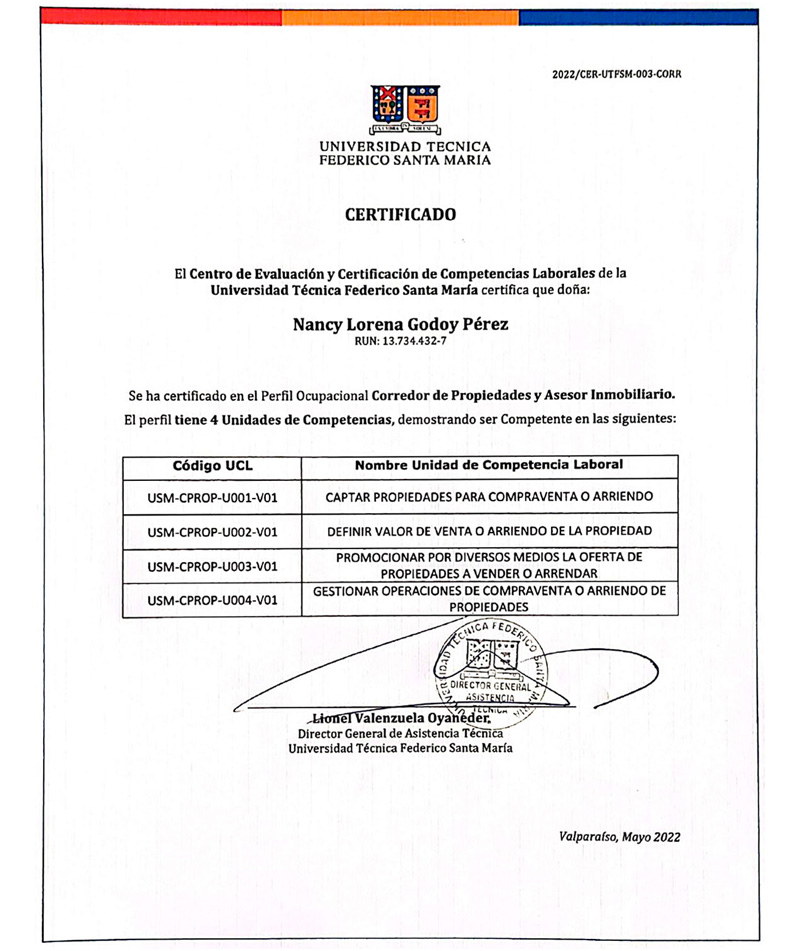 2022/CER-UTFSM-003-CORR
UNIVERSIDAD TECNICA
FEDERICO SANTA MARIA
CERTIFICADO
El Centro de Evaluación y Certificación de Competencias Laborales de la
Universidad Técnica Federico Santa María certifica que doña:
Nancy Lorena Godoy Pérez
RUN: 13.734.432-7
Se ha certificado en el Perfil Ocupacional Corredor de Propiedades y Asesor Inmobiliario.
El perfil tiene 4 Unidades de Competencias, demostrando ser Competente en las siguientes:
Código UCL Nombre Unidad de Competencia Laboral
USM-CPROP-U001-V01 CAPTAR PROPIEDADES PARA COMPRAVENTA O ARRIENDO
USM-CPROP-U002-V01 DEFINIR VALOR DE VENTA O ARRIENDO DE LA PROPIEDAD
USM-CPROP-U003-V01 PROMOCIONAR POR DIVERSOS MEDIOS LA OFERTA DE
PROPIEDADES A VENDER O ARRENDAR
USM-CPROP-U004-V01 GESTIONAR OPERACIONES DE COMPRAVENTA O ARRIENDO DE
PROPIEDADES
UNIVERSIDAD TECNICA FEDERICO SANTA MARIA
DIRECTOR GENERAL
ASISTENCIA
TECNICA
Lionel Valenzuela Oyaneder,
Director General de Asistencia Técnica
Universidad Técnica Federico Santa María
Valparaíso, Mayo 2022